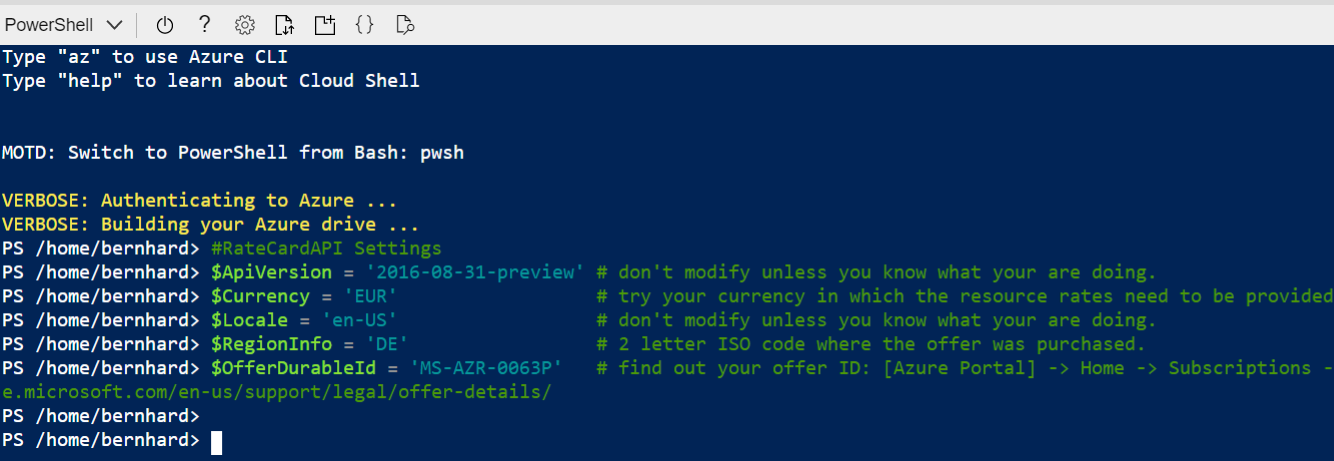 PowerShell
?
{}
Type "az" to use Azure CLI
Type "help" to learn about Cloud Shell
MOTD: Switch to PowerShell from Bash: pwsh
VERBOSE: Authenticating to Azure ...
VERBOSE: Building your Azure drive ...
PS /home/bernhard> #RateCardAPI Settings
PS /home/bernhard> $ApiVersion = '2016-08-31-preview' # don't modify unless you know what your are doing.
PS /home/bernhard> $Currency = 'EUR' # try your currency in which the resource rates need to be provided
PS /home/bernhard> $Locale = 'en-US' # don't modify unless you know what your are doing.
PS /home/bernhard> $RegionInfo = 'DE' # 2 letter ISO code where the offer was purchased.
PS /home/bernhard> $OfferDurableId = 'MS-AZR-0063P' # find out your offer ID: [Azure Portal] -> Home -> Subscriptions -
e.microsoft.com/en-us/support/legal/offer-details/
PS /home/bernhard>
PS /home/bernhard>